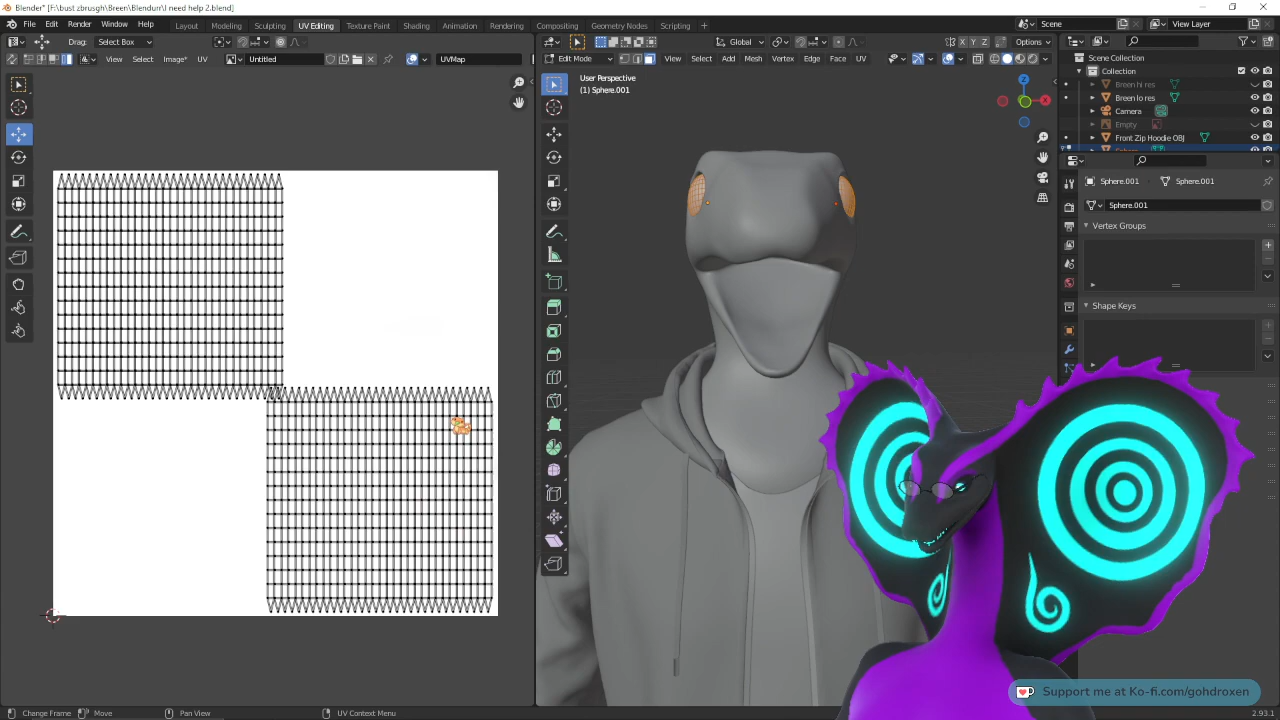 Blender* [F:\bust zbrusgh\Breen\Blendur\I need help 2.blend]
File Edit Render Window Help
Layout Modeling Sculpting UV Editing Texture Paint Shading Animation Rendering Compositing Geometry Nodes Scripting +
Scene
View Layer
Drag: Select Box
Global
X Y Z
Options
View Select Image* UV
Untitled
UVMap
Edit Mode
View Select Add Mesh Vertex Edge Face UV
User Perspective
(1) Sphere.001
Z
X
Scene Collection
Collection
Breen hi res
Breen lo res
Camera
Empty
Front Zip Hoodie OBJ
Sphere.001 Sphere.001
Sphere.001
Vertex Groups
Shape Keys
Support me at Ko-fi.com/gohdroxen
Change Frame Move Pan View UV Context Menu
2.93.1